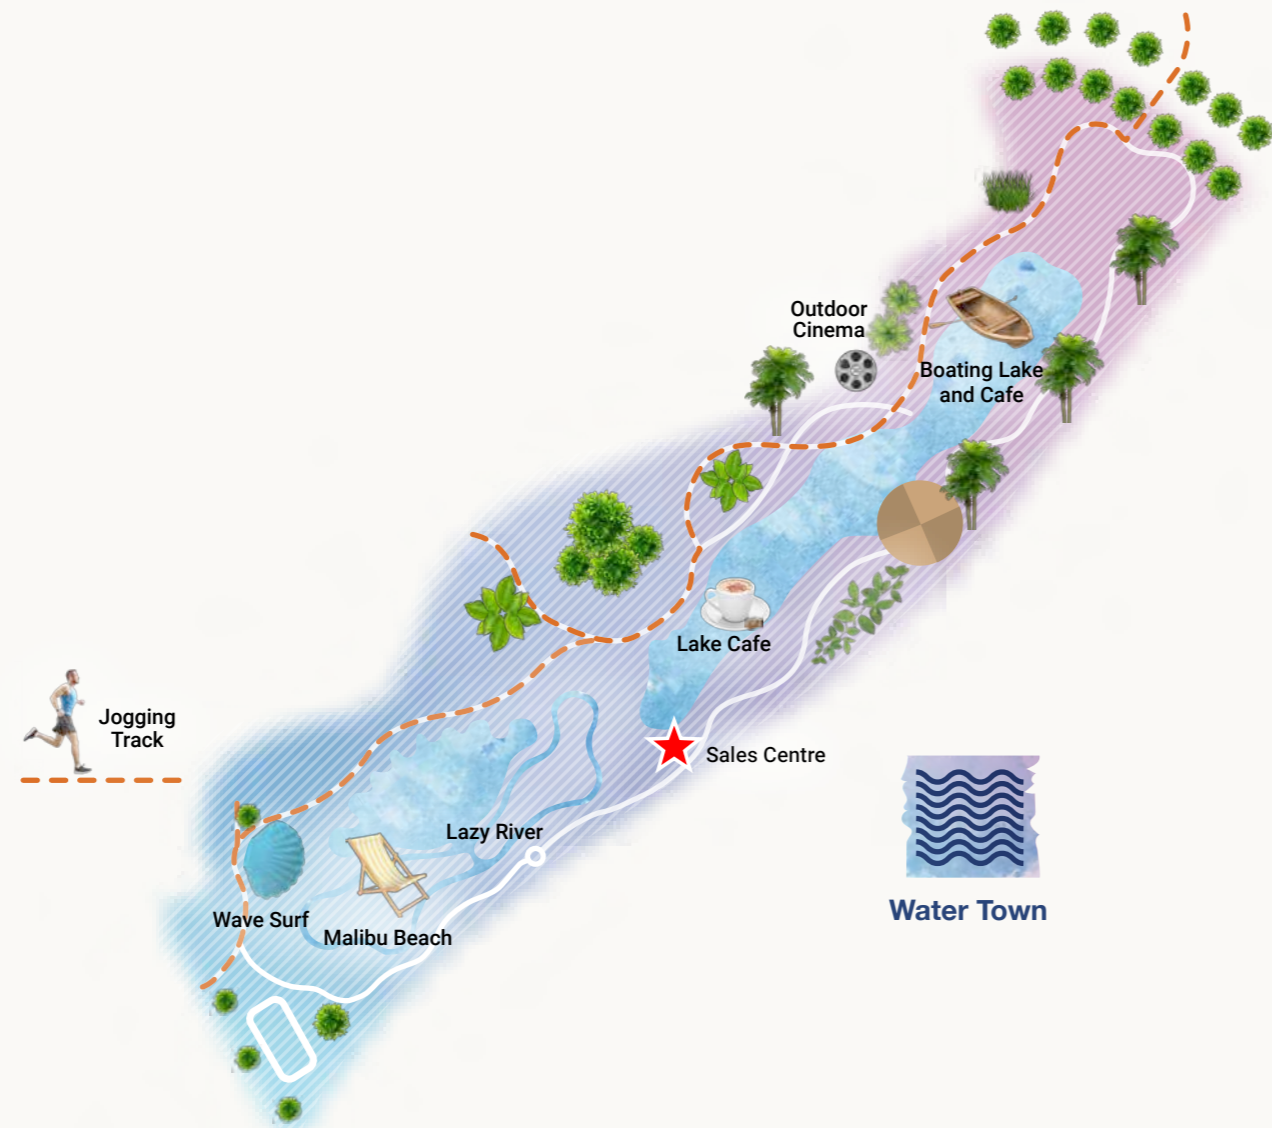 Outdoor
Cinema
Boating Lake
and Cafe
Lake Cafe
Jogging
Track
Sales Centre
Lazy River
Wave Surf
Malibu Beach
Water Town